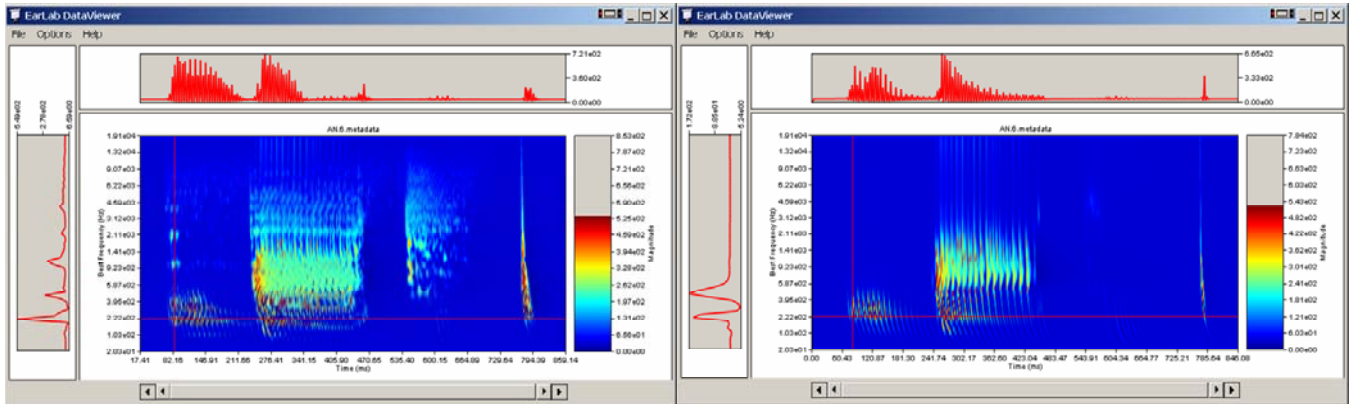 EarLab DataViewer
File Options Help
7.21e02
3.60e02
0.00e00
5.49e02
2.78e02
6.69e00
AN.6.metadata
1.91e04
1.32e04
9.07e03
6.22e03
4.59e03
3.12e03
2.11e03
1.41e03
9.23e02
5.87e02
3.95e02
2.22e02
1.03e02
2.03e01
Best Frequency (Hz)
17.41 82.16 146.91 211.66 276.41 341.15 405.90 470.65 535.40 600.15 664.89 729.64 794.39 859.14
Time (ms)
8.53e02
7.87e02
7.21e02
6.56e02
5.90e02
5.25e02
4.59e02
3.94e02
3.28e02
2.62e02
1.97e02
1.31e02
6.56e01
0.00e00
Magnitude
EarLab DataViewer
File Options Help
6.65e02
3.33e02
0.00e00
1.72e02
8.85e01
5.24e00
AN.6.metadata
1.91e04
1.32e04
9.07e03
6.22e03
4.59e03
3.12e03
2.11e03
1.41e03
9.23e02
5.87e02
3.95e02
2.22e02
1.03e02
2.03e01
Best Frequency (Hz)
0.00 60.43 120.87 181.30 241.74 302.17 362.60 423.04 483.47 543.91 604.34 664.77 725.21 785.64 846.08
Time (ms)
7.84e02
7.23e02
6.63e02
6.03e02
5.43e02
4.82e02
4.22e02
3.62e02
3.01e02
2.41e02
1.81e02
1.21e02
6.03e01
0.00e00
Magnitude